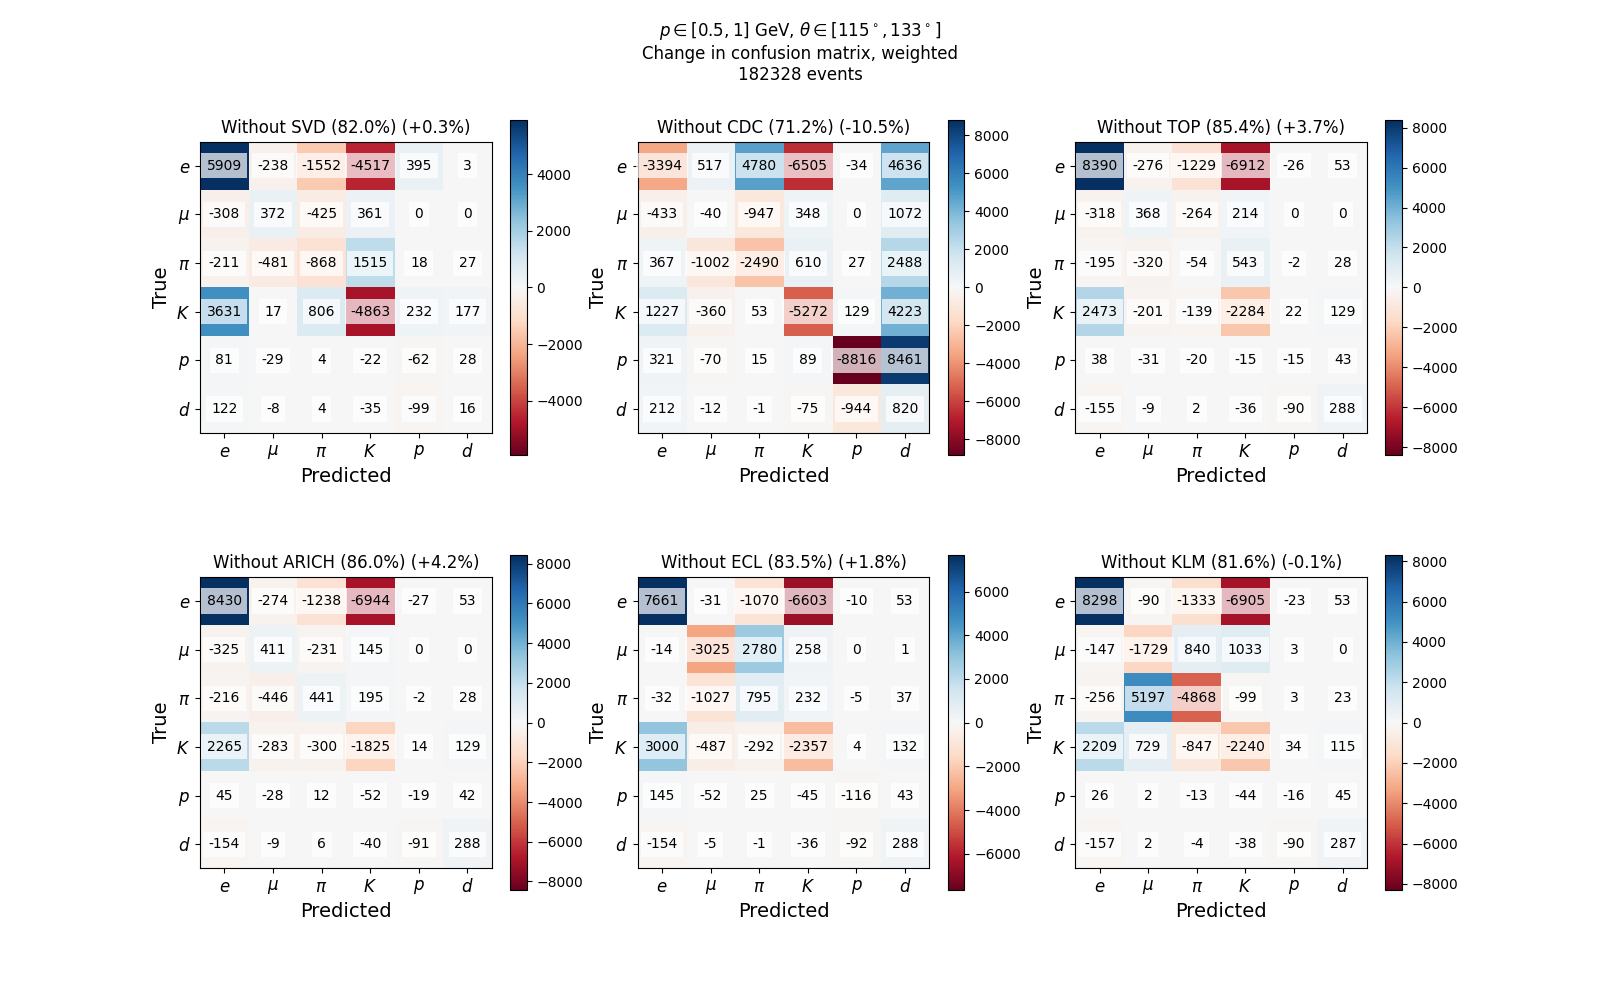 p ∈ [0.5, 1] GeV, θ ∈ [115°, 133°]
Change in confusion matrix, weighted
182328 events
Without SVD (82.0%) (+0.3%)
e 5909 -238 -1552 -4517 395 3
μ -308 372 -425 361 0 0
π -211 -481 -868 1515 18 27
K 3631 17 806 -4863 232 177
p 81 -29 4 -22 -62 28
d 122 -8 4 -35 -99 16
e μ π K p d
Predicted
True
4000
2000
0
−2000
−4000
Without CDC (71.2%) (-10.5%)
e -3394 517 4780 -6505 -34 4636
μ -433 -40 -947 348 0 1072
π 367 -1002 -2490 610 27 2488
K 1227 -360 53 -5272 129 4223
p 321 -70 15 89 -8816 8461
d 212 -12 -1 -75 -944 820
e μ π K p d
Predicted
True
8000
6000
4000
2000
0
−2000
−4000
−6000
−8000
Without TOP (85.4%) (+3.7%)
e 8390 -276 -1229 -6912 -26 53
μ -318 368 -264 214 0 0
π -195 -320 -54 543 -2 28
K 2473 -201 -139 -2284 22 129
p 38 -31 -20 -15 -15 43
d -155 -9 2 -36 -90 288
e μ π K p d
Predicted
True
8000
6000
4000
2000
0
−2000
−4000
−6000
−8000
Without ARICH (86.0%) (+4.2%)
e 8430 -274 -1238 -6944 -27 53
μ -325 411 -231 145 0 0
π -216 -446 441 195 -2 28
K 2265 -283 -300 -1825 14 129
p 45 -28 12 -52 -19 42
d -154 -9 6 -40 -91 288
e μ π K p d
Predicted
True
8000
6000
4000
2000
0
−2000
−4000
−6000
−8000
Without ECL (83.5%) (+1.8%)
e 7661 -31 -1070 -6603 -10 53
μ -14 -3025 2780 258 0 1
π -32 -1027 795 232 -5 37
K 3000 -487 -292 -2357 4 132
p 145 -52 25 -45 -116 43
d -154 -5 -1 -36 -92 288
e μ π K p d
Predicted
True
6000
4000
2000
0
−2000
−4000
−6000
Without KLM (81.6%) (-0.1%)
e 8298 -90 -1333 -6905 -23 53
μ -147 -1729 840 1033 3 0
π -256 5197 -4868 -99 3 23
K 2209 729 -847 -2240 34 115
p 26 2 -13 -44 -16 45
d -157 2 -4 -38 -90 287
e μ π K p d
Predicted
True
8000
6000
4000
2000
0
−2000
−4000
−6000
−8000